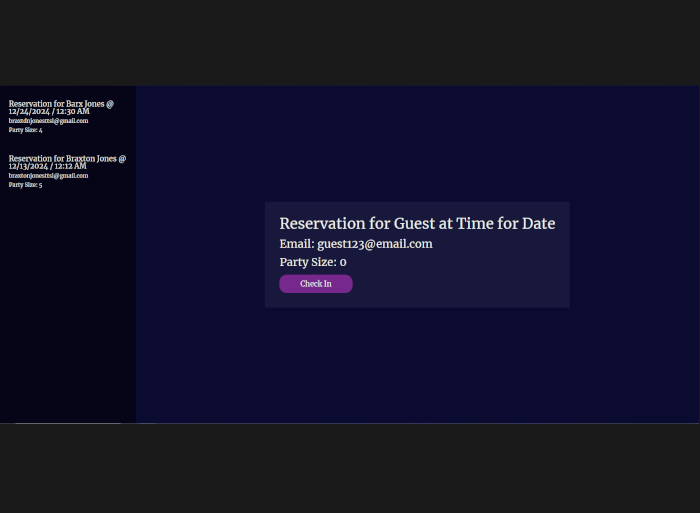 Reservation for Barx Jones @
12/24/2024 / 12:30 AM
braxtdnjonesttsl@gmail.com
Party Size: 4
Reservation for Braxton Jones @
12/13/2024 / 12:12 AM
braxtonjonesttsl@gmail.com
Party Size: 5
Reservation for Guest at Time for Date
Email: guest123@email.com
Party Size: 0
Check In